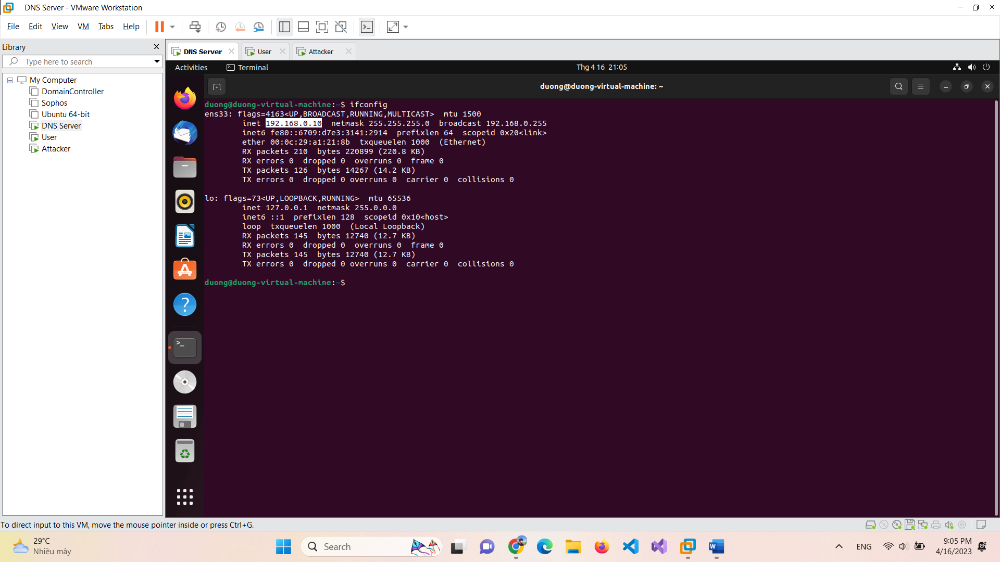 DNS Server - VMware Workstation
File Edit View VM Tabs Help
Library
Type here to search
My Computer
DomainController
Sophos
Ubuntu 64-bit
DNS Server
User
Attacker
DNS Server User Attacker
Activities Terminal Thg 4 16 21:05
duong@duong-virtual-machine: ~
duong@duong-virtual-machine:~$ ifconfig
ens33: flags=4163<UP,BROADCAST,RUNNING,MULTICAST>  mtu 1500
        inet 192.168.0.10  netmask 255.255.255.0  broadcast 192.168.0.255
        inet6 fe80::6709:d7e3:3141:2914  prefixlen 64  scopeid 0x20<link>
        ether 00:0c:29:a1:21:8b  txqueuelen 1000  (Ethernet)
        RX packets 210  bytes 220899 (220.8 KB)
        RX errors 0  dropped 0  overruns 0  frame 0
        TX packets 126  bytes 14267 (14.2 KB)
        TX errors 0  dropped 0 overruns 0  carrier 0  collisions 0
lo: flags=73<UP,LOOPBACK,RUNNING>  mtu 65536
        inet 127.0.0.1  netmask 255.0.0.0
        inet6 ::1  prefixlen 128  scopeid 0x10<host>
        loop  txqueuelen 1000  (Local Loopback)
        RX packets 145  bytes 12740 (12.7 KB)
        RX errors 0  dropped 0  overruns 0  frame 0
        TX packets 145  bytes 12740 (12.7 KB)
        TX errors 0  dropped 0 overruns 0  carrier 0  collisions 0
duong@duong-virtual-machine:~$
To direct input to this VM, move the mouse pointer inside or press Ctrl+G.
29°C
Nhiều mây
Search
ENG
9:05 PM
4/16/2023